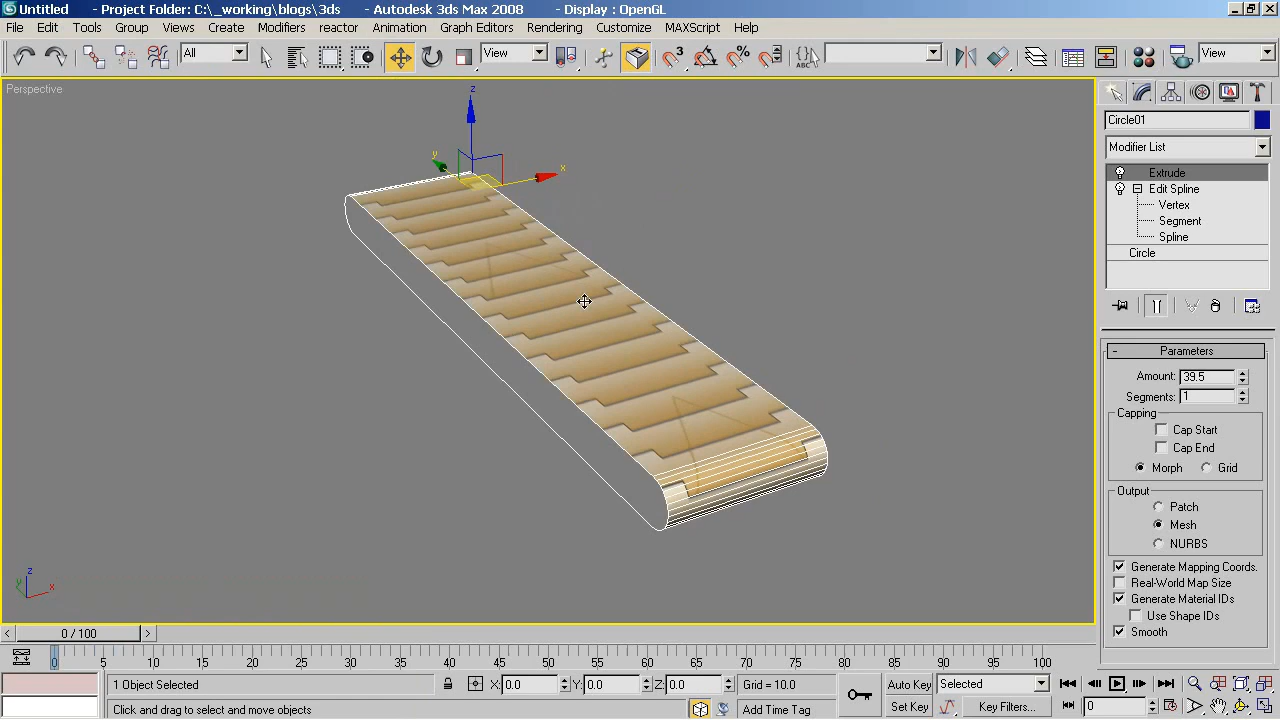 Untitled - Project Folder: C:\_working\blogs\3ds - Autodesk 3ds Max 2008 - Display : OpenGL
File Edit Tools Group Views Create Modifiers reactor Animation Graph Editors Rendering Customize MAXScript Help
All View 3 % ABC View
Perspective
z
y
x
Circle01
Modifier List
Extrude
Edit Spline
Vertex
Segment
Spline
Circle
- Parameters
Amount: 39.5
Segments: 1
Capping
Cap Start
Cap End
Morph Grid
Output
Patch
Mesh
NURBS
Generate Mapping Coords.
Real-World Map Size
Generate Material IDs
Use Shape IDs
Smooth
z
y x
< 0 / 100 >
0 5 10 15 20 25 30 35 40 45 50 55 60 65 70 75 80 85 90 95 100
1 Object Selected X: 0.0 Y: 0.0 Z: 0.0 Grid = 10.0 Auto Key Selected
Click and drag to select and move objects Add Time Tag Set Key Key Filters... 0